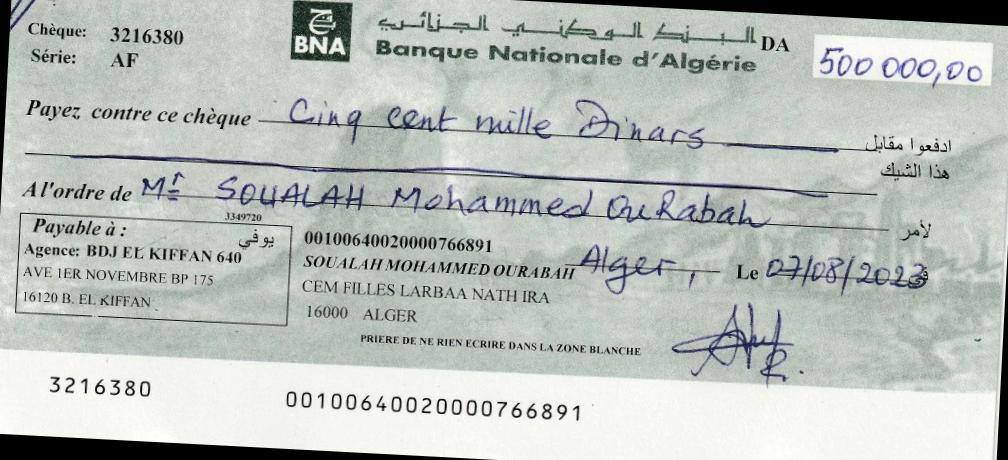 Chèque: 3216380
Série: AF
BNA
البنك الوطني الجزائري
Banque Nationale d'Algérie
DA 500 000,00
Payez contre ce chèque Cinq cent mille Dinars ادفعوا مقابل
هذا الشيك
A l'ordre de Mr SOUALAH Mohammed OuRabah لأمر
3349720
Payable à : يوفي
Agence: BDJ EL KIFFAN 640
AVE 1ER NOVEMBRE BP 175
16120 B. EL KIFFAN
00100640020000766891
SOUALAH MOHAMMED OURABAH
CEM FILLES LARBAA NATH IRA
16000 ALGER
Alger, Le 07/08/2023
PRIERE DE NE RIEN ECRIRE DANS LA ZONE BLANCHE
3216380
00100640020000766891